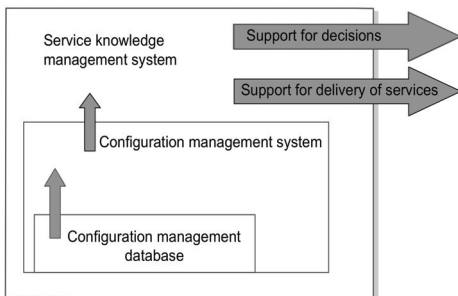 Service knowledge
management system
Support for decisions
Support for delivery of services
Configuration management system
Configuration management
database